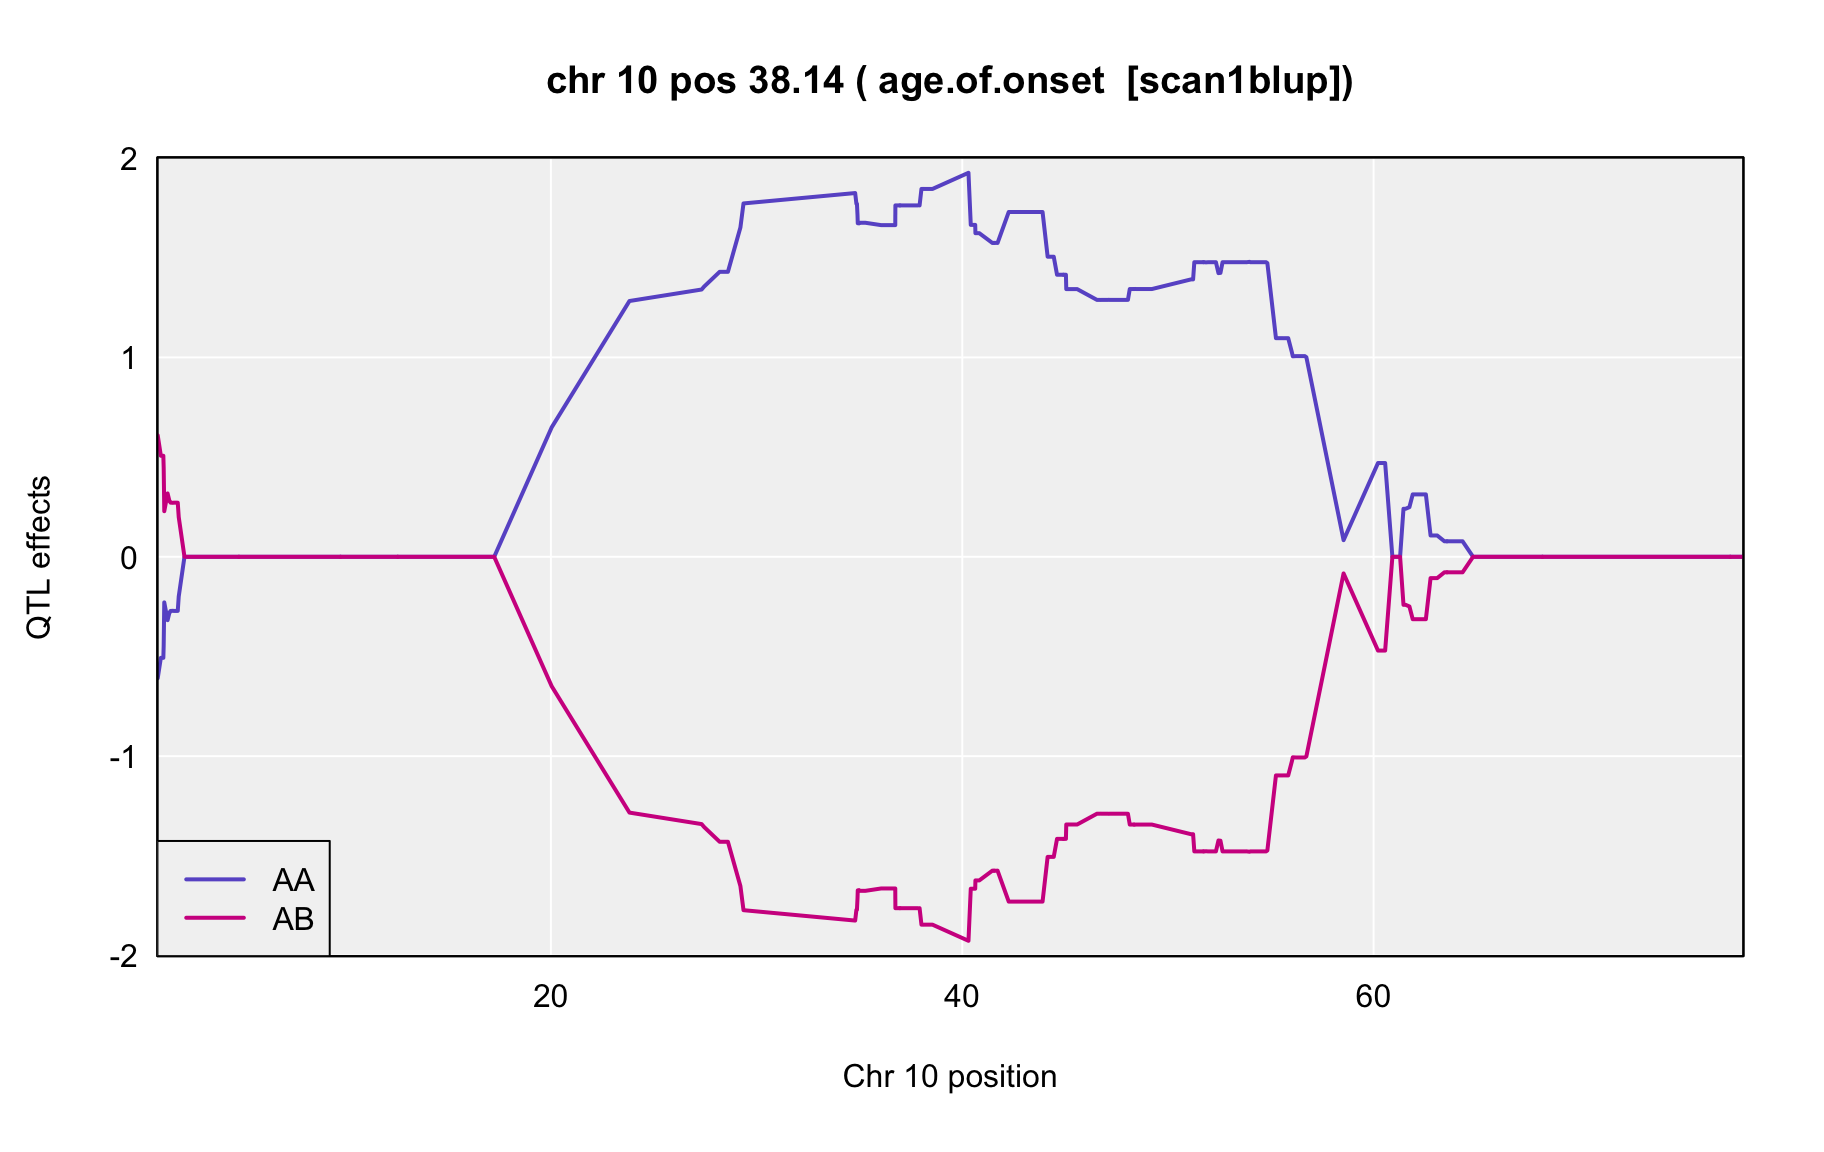 chr 10 pos 38.14 ( age.of.onset  [scan1blup])
QTL effects
2
1
0
-1
-2
AA
AB
20 40 60
Chr 10 position